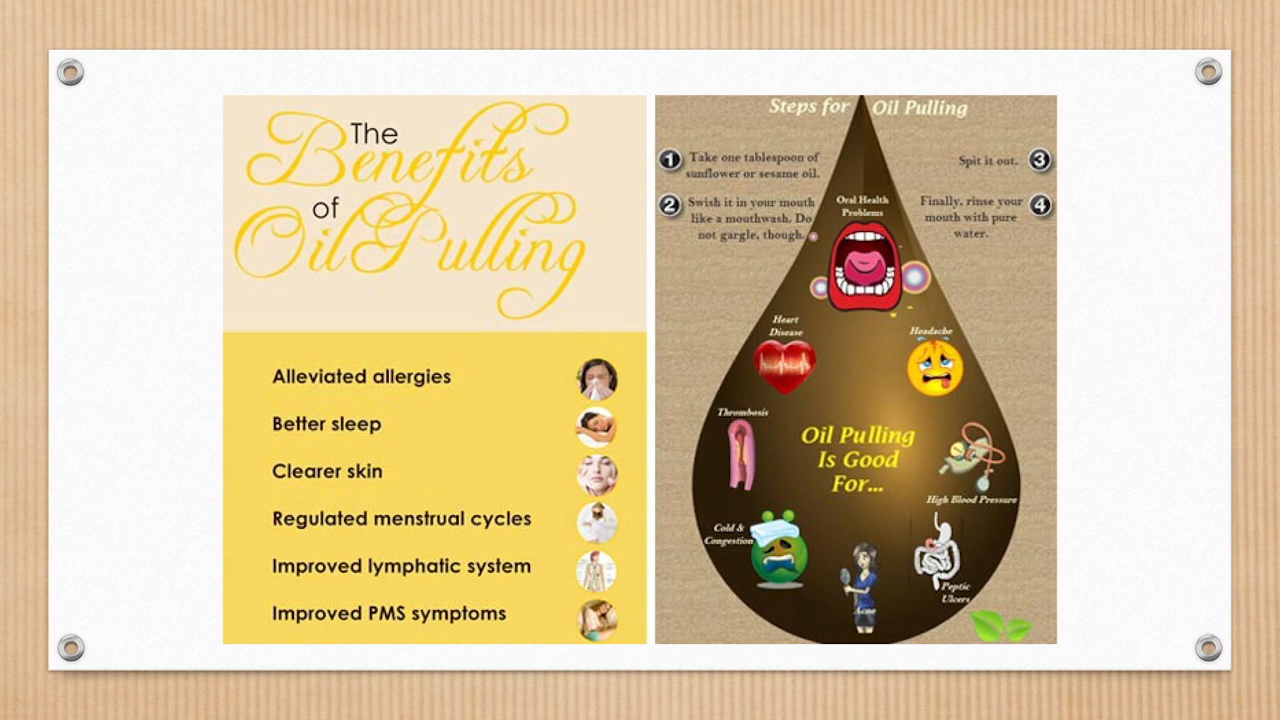 The
Benefits
of
Oil Pulling
Alleviated allergies
Better sleep
Clearer skin
Regulated menstrual cycles
Improved lymphatic system
Improved PMS symptoms
Steps for Oil Pulling
1 Take one tablespoon of
sunflower or sesame oil.
2 Swish it in your mouth
like a mouthwash. Do
not gargle, though.
Spit it out. 3
Finally, rinse your 4
mouth with pure
water.
Oral Health
Problems
Heart
Disease
Headache
Thrombosis
Oil Pulling
Is Good
For...
High Blood Pressure
Cold &
Congestion
Peptic
Ulcers
Acne